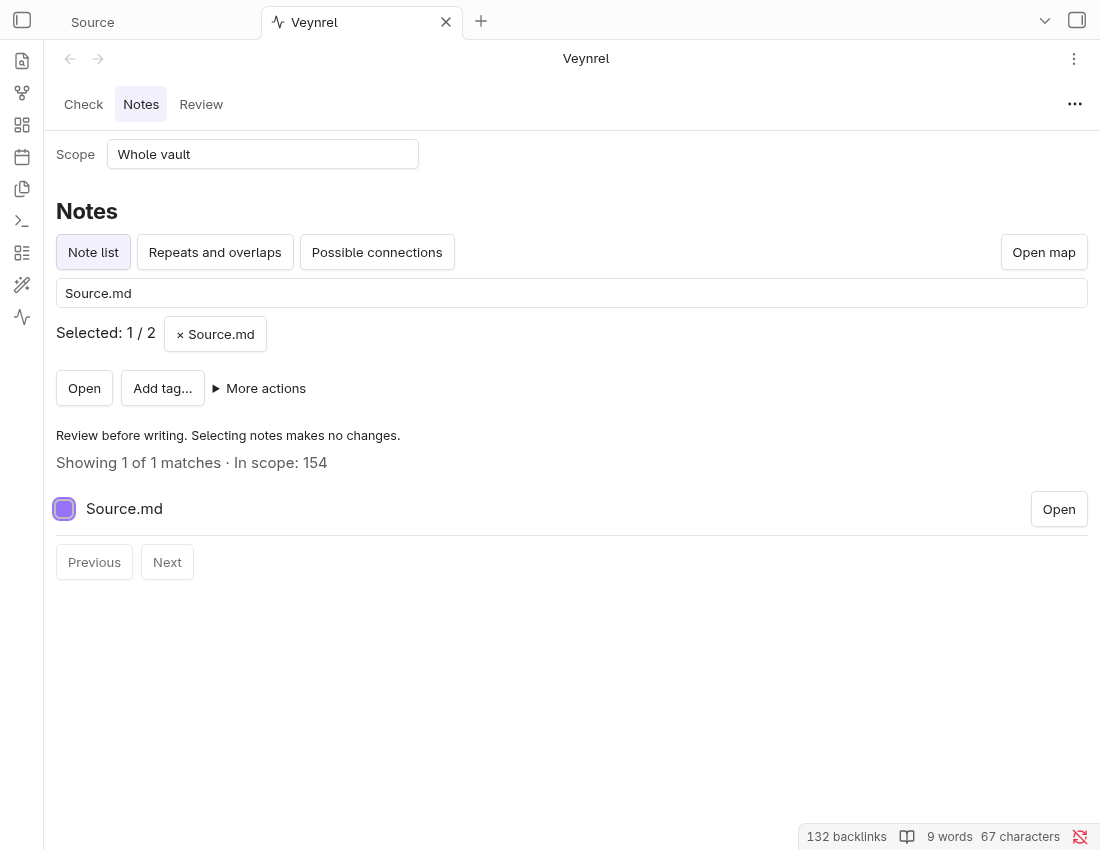 Source
Veynrel
Veynrel
Check Notes Review
Scope Whole vault
Notes
Note list Repeats and overlaps Possible connections Open map
Source.md
Selected: 1 / 2 × Source.md
Open Add tag... ▶ More actions
Review before writing. Selecting notes makes no changes.
Showing 1 of 1 matches · In scope: 154
Source.md Open
Previous Next
132 backlinks 9 words 67 characters